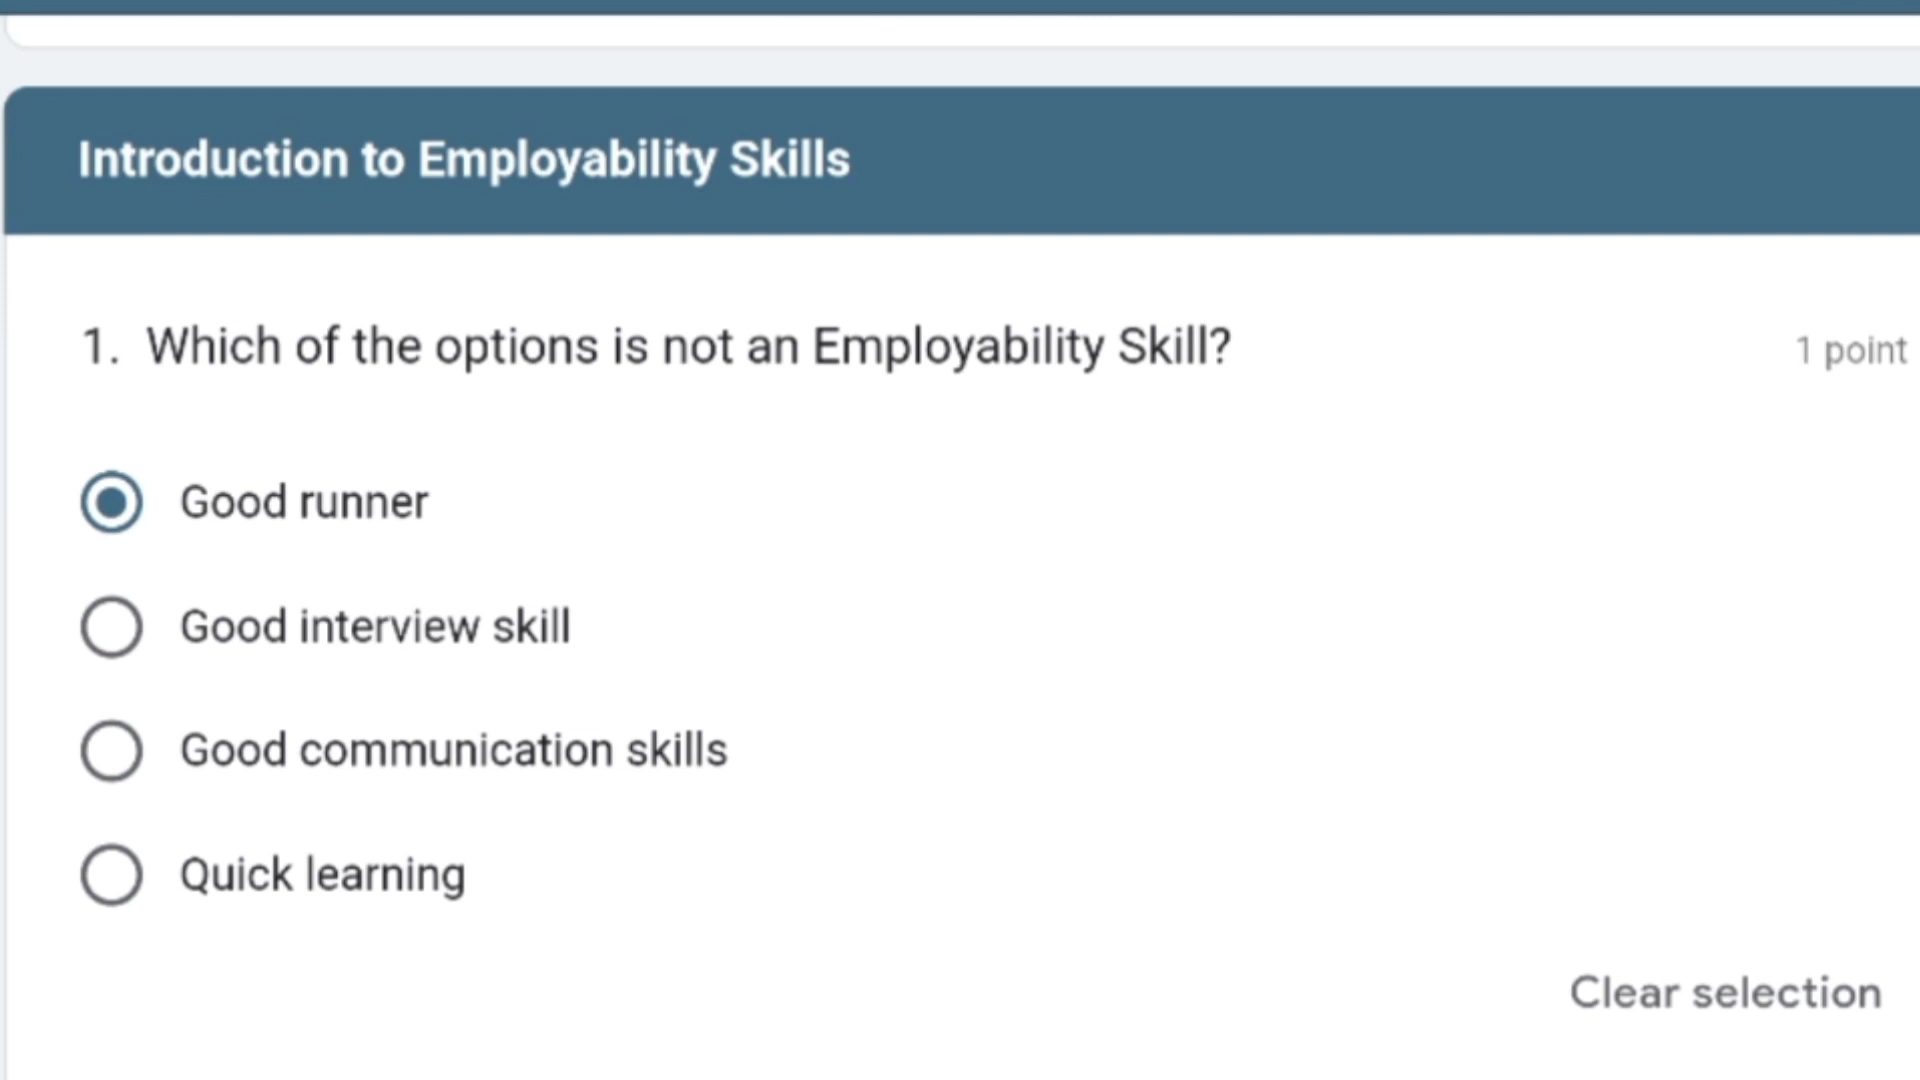 Introduction to Employability Skills
1. Which of the options is not an Employability Skill?
1 point
Good runner
Good interview skill
Good communication skills
Quick learning
Clear selection